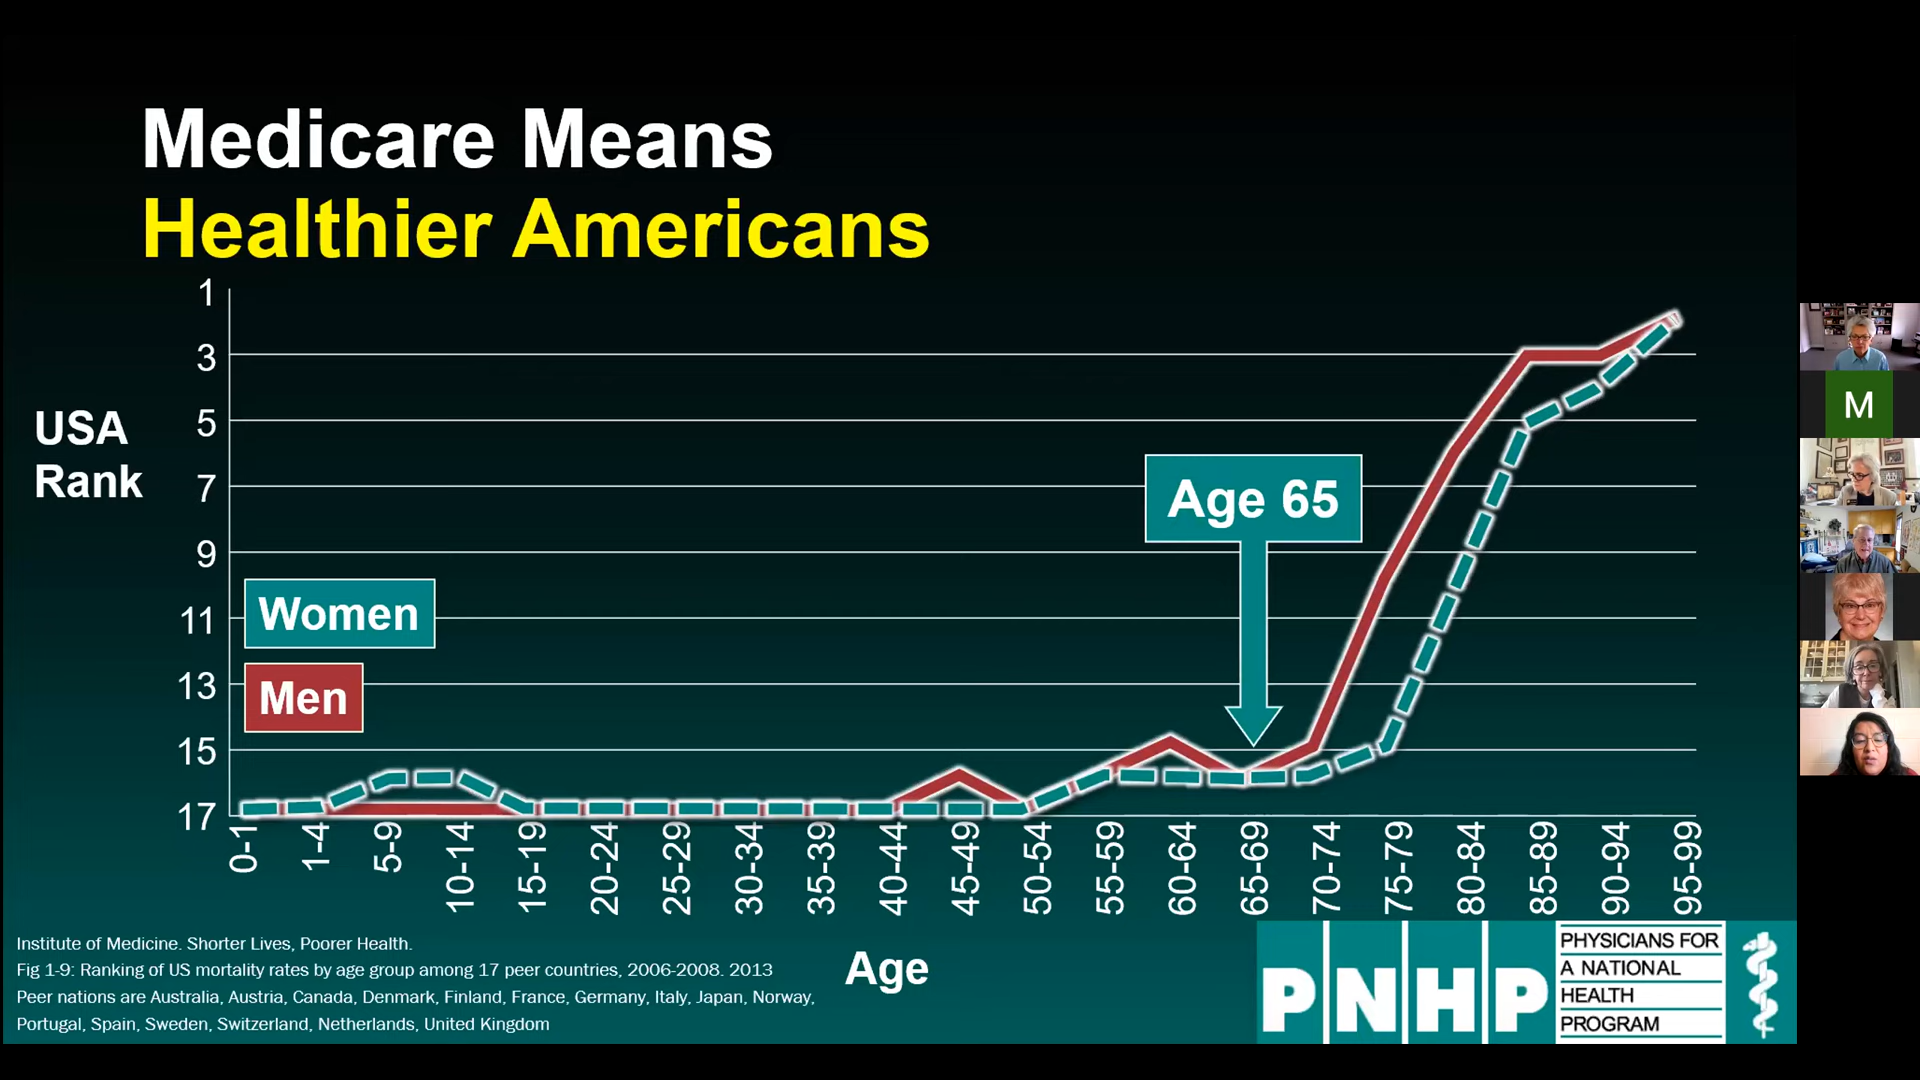 Medicare Means
Healthier Americans
USA
Rank
1
3
5
7
9
11
13
15
17
Age 65
Women
Men
0-1
1-4
5-9
10-14
15-19
20-24
25-29
30-34
35-39
40-44
45-49
50-54
55-59
60-64
65-69
70-74
75-79
80-84
85-89
90-94
95-99
Age
Institute of Medicine. Shorter Lives, Poorer Health.
Fig 1-9: Ranking of US mortality rates by age group among 17 peer countries, 2006-2008. 2013
Peer nations are Australia, Austria, Canada, Denmark, Finland, France, Germany, Italy, Japan, Norway,
Portugal, Spain, Sweden, Switzerland, Netherlands, United Kingdom
PNHP
PHYSICIANS FOR
A NATIONAL
HEALTH
PROGRAM
M